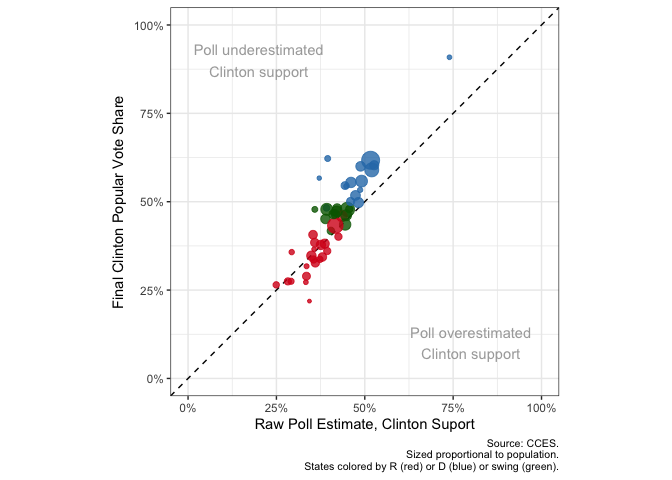 100%
75%
50%
25%
0%
Final Clinton Popular Vote Share
Poll underestimated
Clinton support
Poll overestimated
Clinton support
0%
25%
50%
75%
100%
Raw Poll Estimate, Clinton Suport
Source: CCES.
Sized proportional to population.
States colored by R (red) or D (blue) or swing (green).